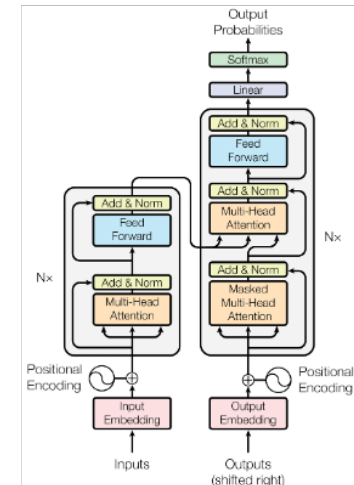 Output
Probabilities
Softmax
Linear
Add & Norm
Feed
Forward
Add & Norm
Multi-Head
Attention
Add & Norm
Masked
Multi-Head
Attention
Nx
Add & Norm
Feed
Forward
Add & Norm
Multi-Head
Attention
Nx
Positional
Encoding
Positional
Encoding
Input
Embedding
Output
Embedding
Inputs
Outputs
(shifted right)